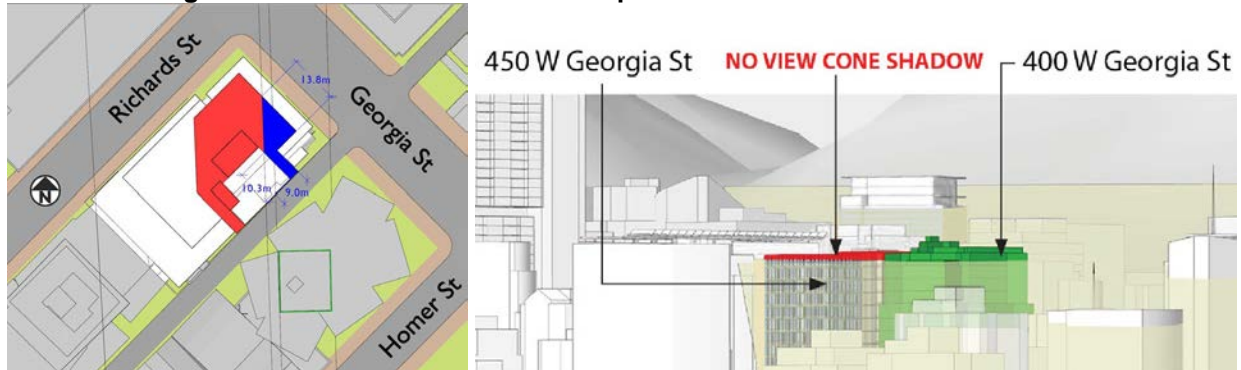 Richards St
13.8m
Georgia St
N
10.3m
9.0m
Homer St
450 W Georgia St
NO VIEW CONE SHADOW
400 W Georgia St